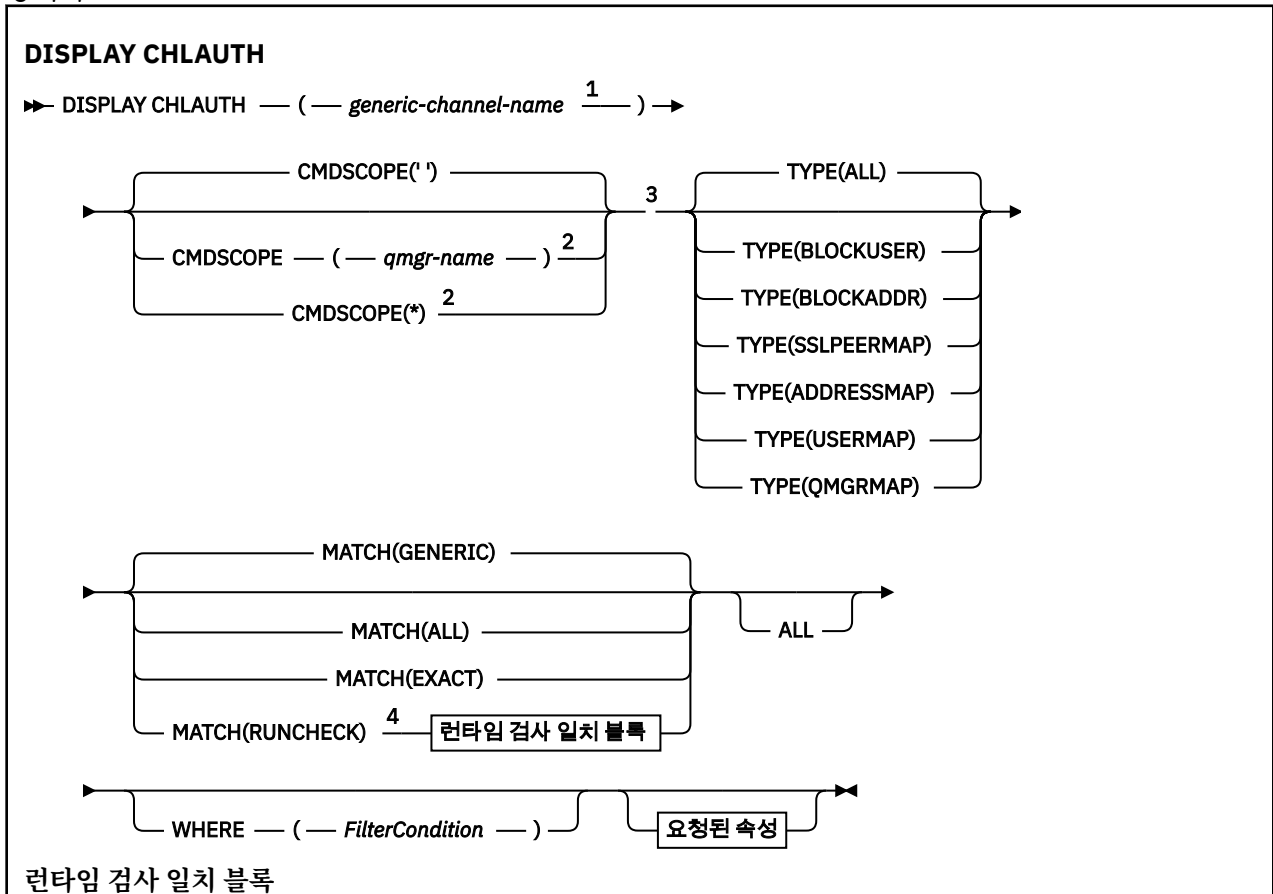 DISPLAY CHLAUTH
DISPLAY CHLAUTH ( generic-channel-name 1 )
CMDSCOPE(' ')
CMDSCOPE ( qmgr-name ) 2
CMDSCOPE(*) 2
3
TYPE(ALL)
TYPE(BLOCKUSER)
TYPE(BLOCKADDR)
TYPE(SSLPEERMAP)
TYPE(ADDRESSMAP)
TYPE(USERMAP)
TYPE(QMGRMAP)
MATCH(GENERIC)
MATCH(ALL)
MATCH(EXACT)
MATCH(RUNCHECK) 4 런타임 검사 일치 블록
ALL
WHERE ( FilterCondition )
요청된 속성
런타임 검사 일치 블록